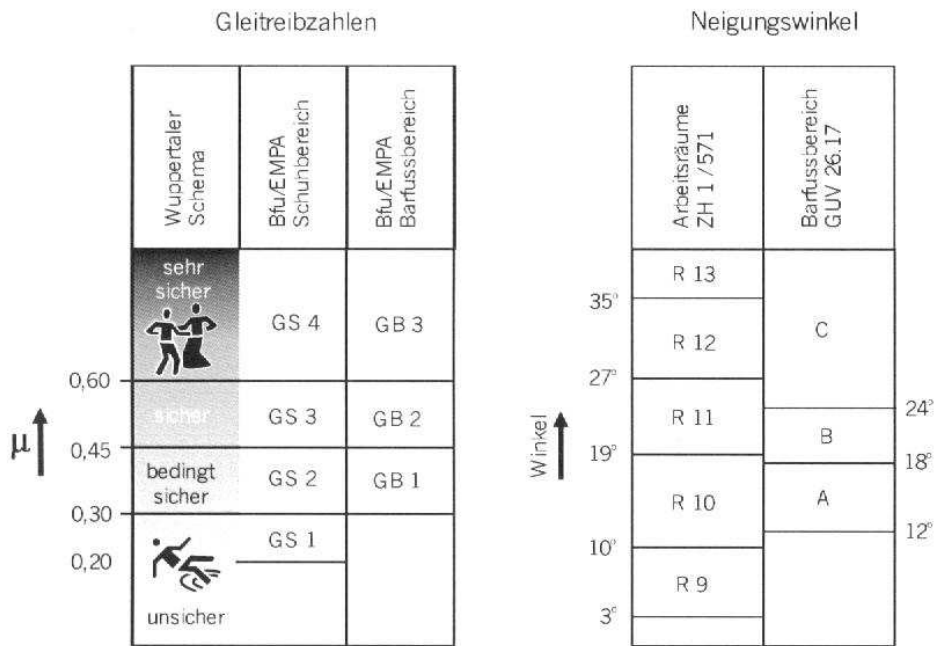 Gleitreibzahlen
Wuppertaler
Schema
Bfu/EMPA
Schuhbereich
Bfu/EMPA
Barfussbereich
sehr
sicher
GS 4
GB 3
0,60
sicher
GS 3
GB 2
µ
0,45
bedingt
sicher
GS 2
GB 1
0,30
GS 1
0,20
unsicher
Neigungswinkel
Arbeitsräume
ZH 1 / 571
Barfussbereich
GUV 26.17
R 13
35°
R 12
C
27°
R 11
24°
Winkel
B
19°
18°
R 10
A
12°
10°
R 9
3°